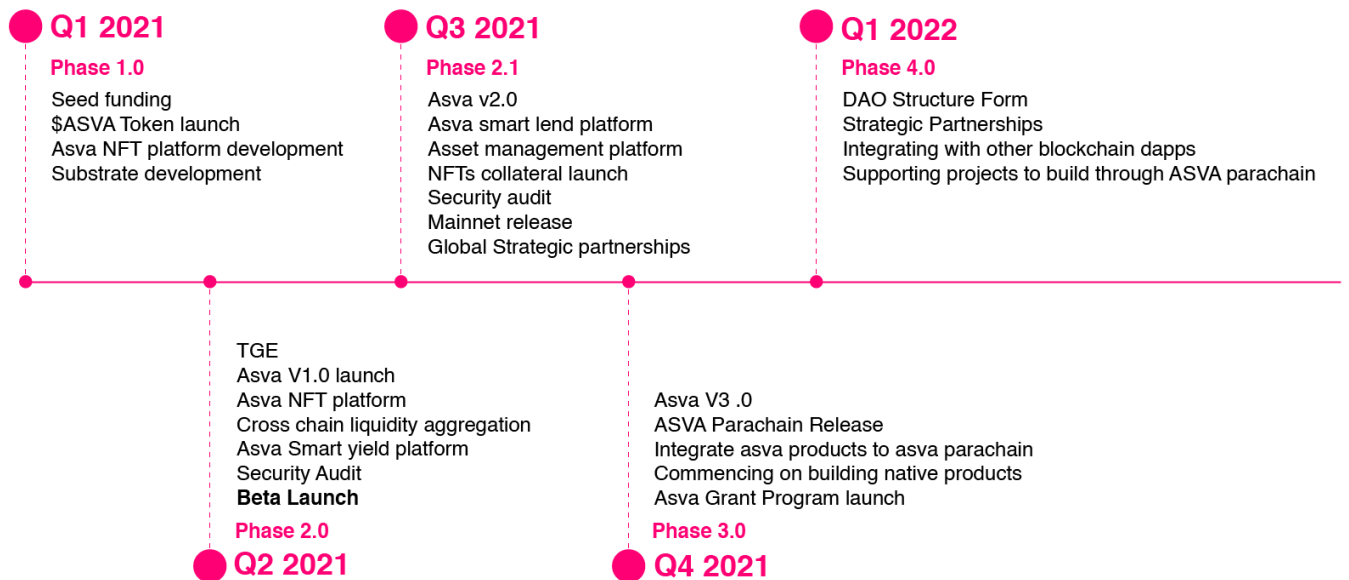 Q1 2021
Phase 1.0
Seed funding
$ASVA Token launch
Asva NFT platform development
Substrate development
Q3 2021
Phase 2.1
Asva v2.0
Asva smart lend platform
Asset management platform
NFTs collateral launch
Security audit
Mainnet release
Global Strategic partnerships
Q1 2022
Phase 4.0
DAO Structure Form
Strategic Partnerships
Integrating with other blockchain dapps
Supporting projects to build through ASVA parachain
TGE
Asva V1.0 launch
Asva NFT platform
Cross chain liquidity aggregation
Asva Smart yield platform
Security Audit
Beta Launch
Phase 2.0
Q2 2021
Asva V3 .0
ASVA Parachain Release
Integrate asva products to asva parachain
Commencing on building native products
Asva Grant Program launch
Phase 3.0
Q4 2021